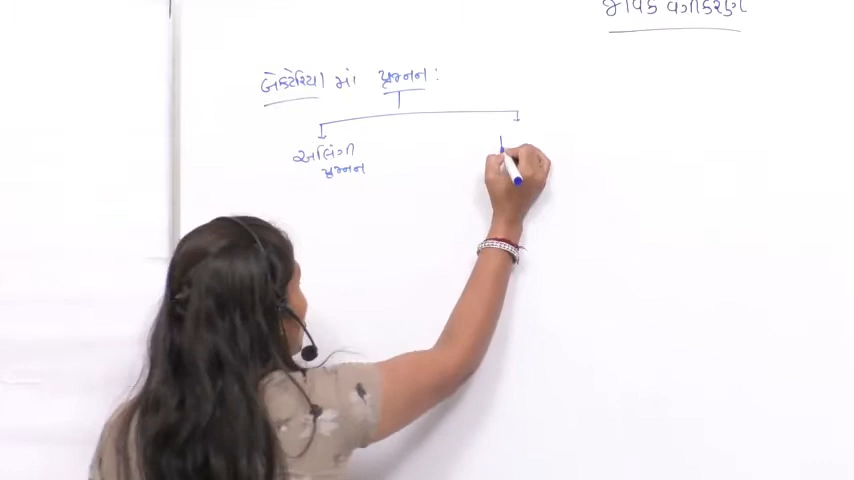 જૈવિક વર્ગીકરણ
બેક્ટેરિયા માં પ્રજનન :
અલિંગી
પ્રજનન